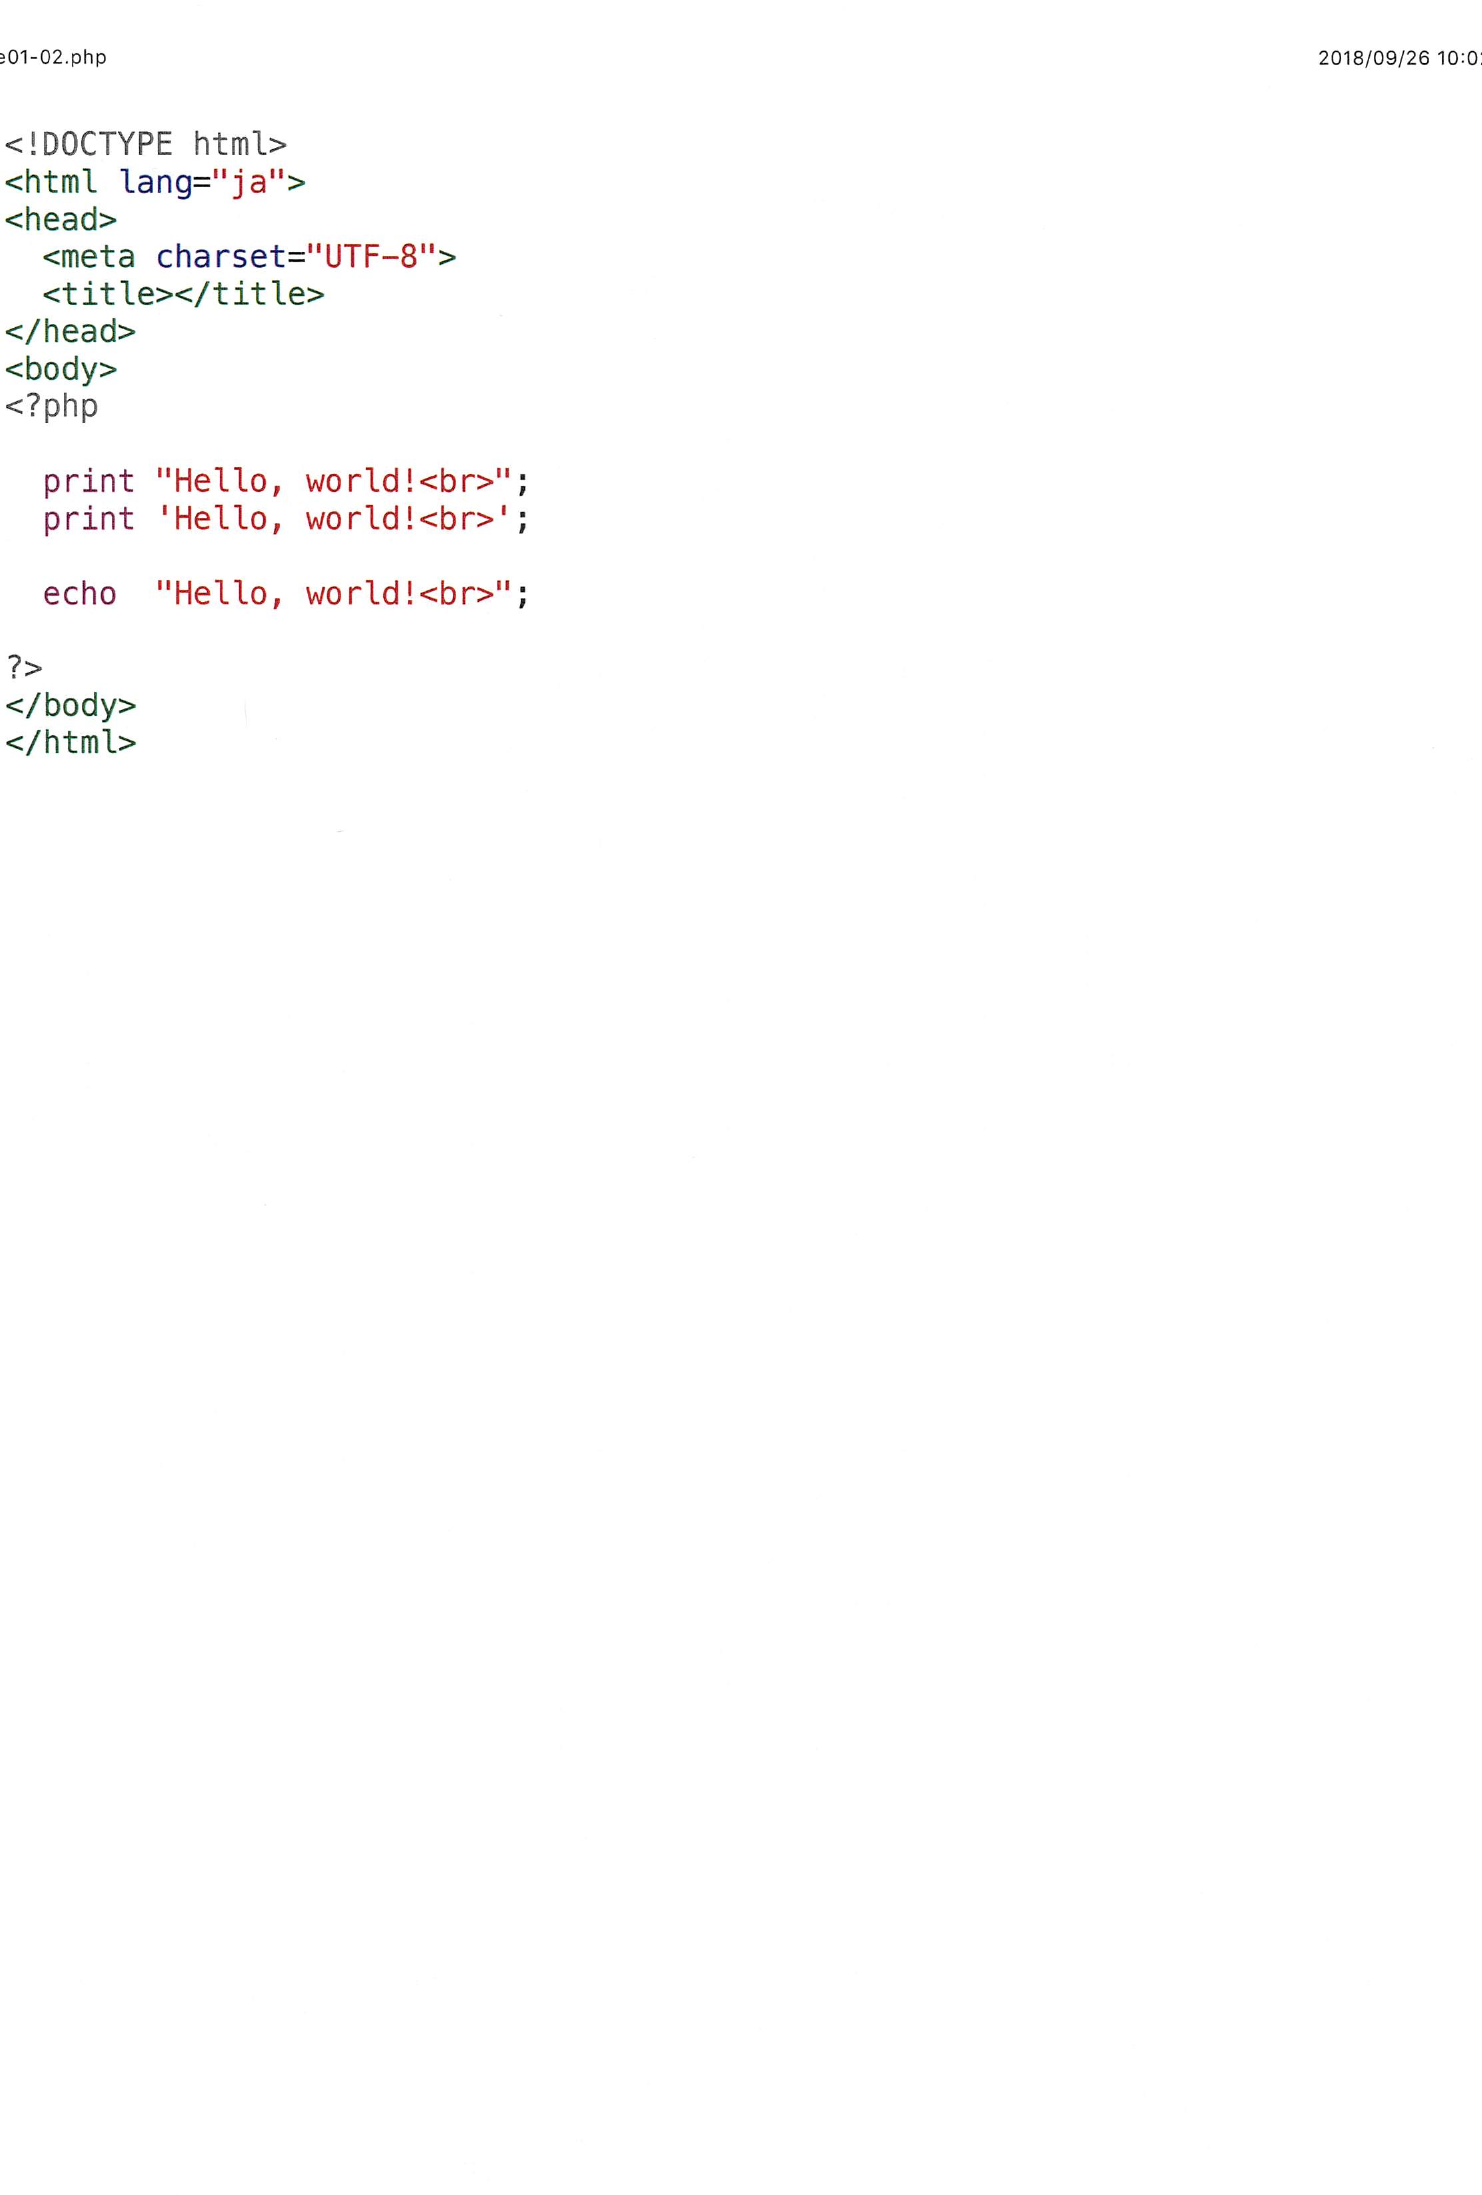 e01-02.php 2018/09/26 10:0
<!DOCTYPE html>
<html lang="ja">
<head>
  <meta charset="UTF-8">
  <title></title>
</head>
<body>
<?php

  print "Hello, world!<br>";
  print 'Hello, world!<br>';

  echo  "Hello, world!<br>";

?>
</body>
</html>